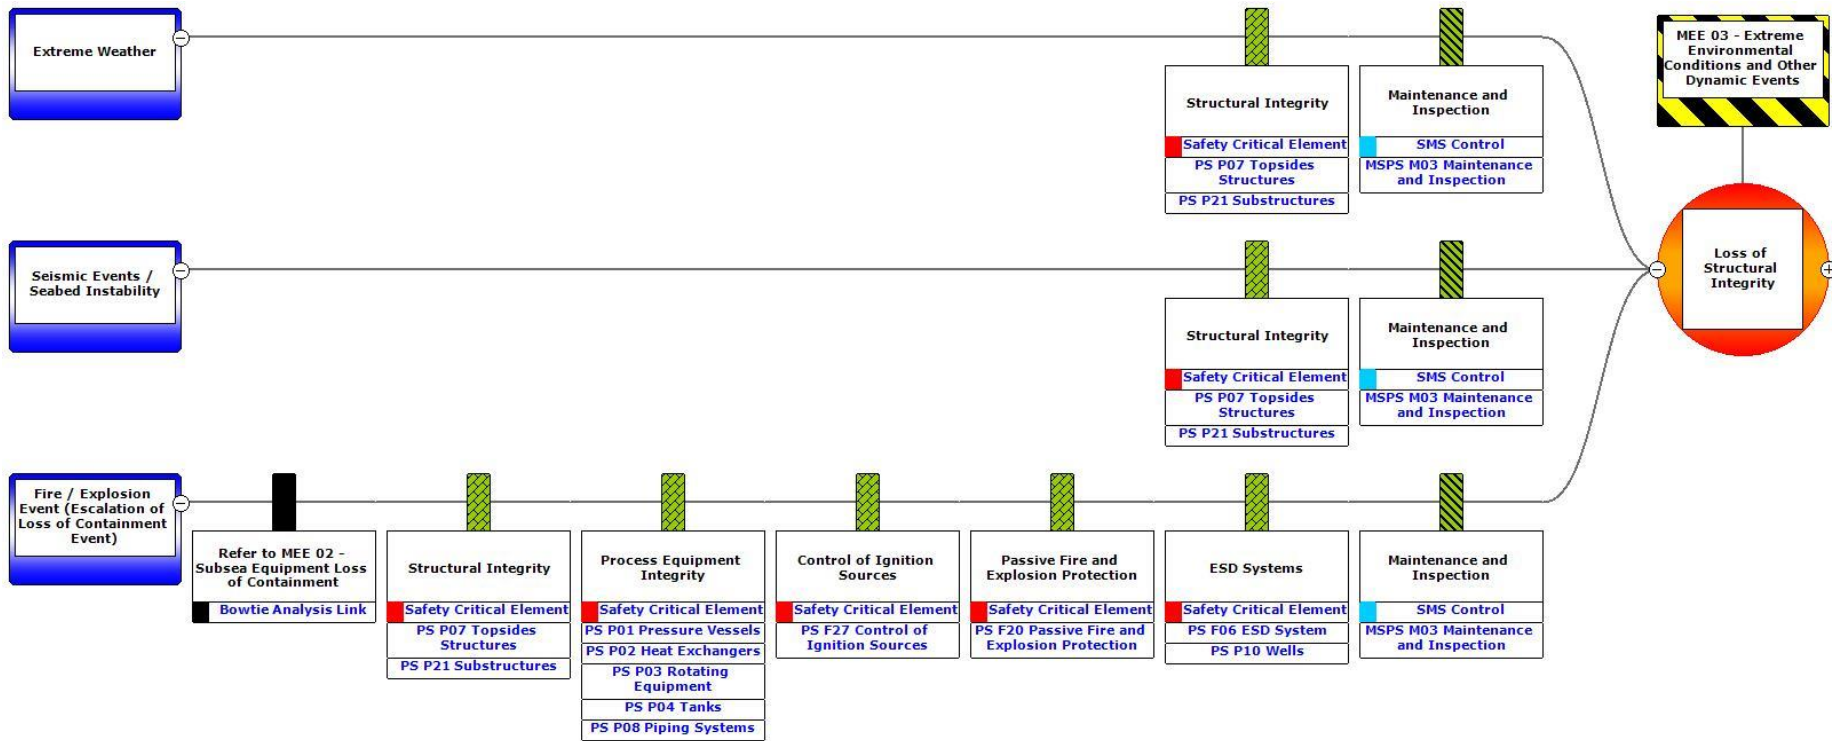 Extreme Weather
Structural Integrity
Safety Critical Element
PS P07 Topsides
Structures
PS P21 Substructures
Maintenance and
Inspection
SMS Control
MSPS M03 Maintenance
and Inspection
MEE 03 - Extreme
Environmental
Conditions and Other
Dynamic Events
Seismic Events /
Seabed Instability
Structural Integrity
Safety Critical Element
PS P07 Topsides
Structures
PS P21 Substructures
Maintenance and
Inspection
SMS Control
MSPS M03 Maintenance
and Inspection
Loss of
Structural
Integrity
Fire / Explosion
Event (Escalation of
Loss of Containment
Event)
Refer to MEE 02 -
Subsea Equipment Loss
of Containment
Bowtie Analysis Link
Structural Integrity
Safety Critical Element
PS P07 Topsides
Structures
PS P21 Substructures
Process Equipment
Integrity
Safety Critical Element
PS P01 Pressure Vessels
PS P02 Heat Exchangers
PS P03 Rotating
Equipment
PS P04 Tanks
PS P08 Piping Systems
Control of Ignition
Sources
Safety Critical Element
PS F27 Control of
Ignition Sources
Passive Fire and
Explosion Protection
Safety Critical Element
PS F20 Passive Fire and
Explosion Protection
ESD Systems
Safety Critical Element
PS F06 ESD System
PS P10 Wells
Maintenance and
Inspection
SMS Control
MSPS M03 Maintenance
and Inspection